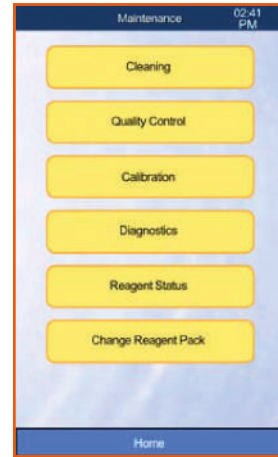 Maintenance 02:41 PM
Cleaning
Quality Control
Calibration
Diagnostics
Reagent Status
Change Reagent Pack
Home